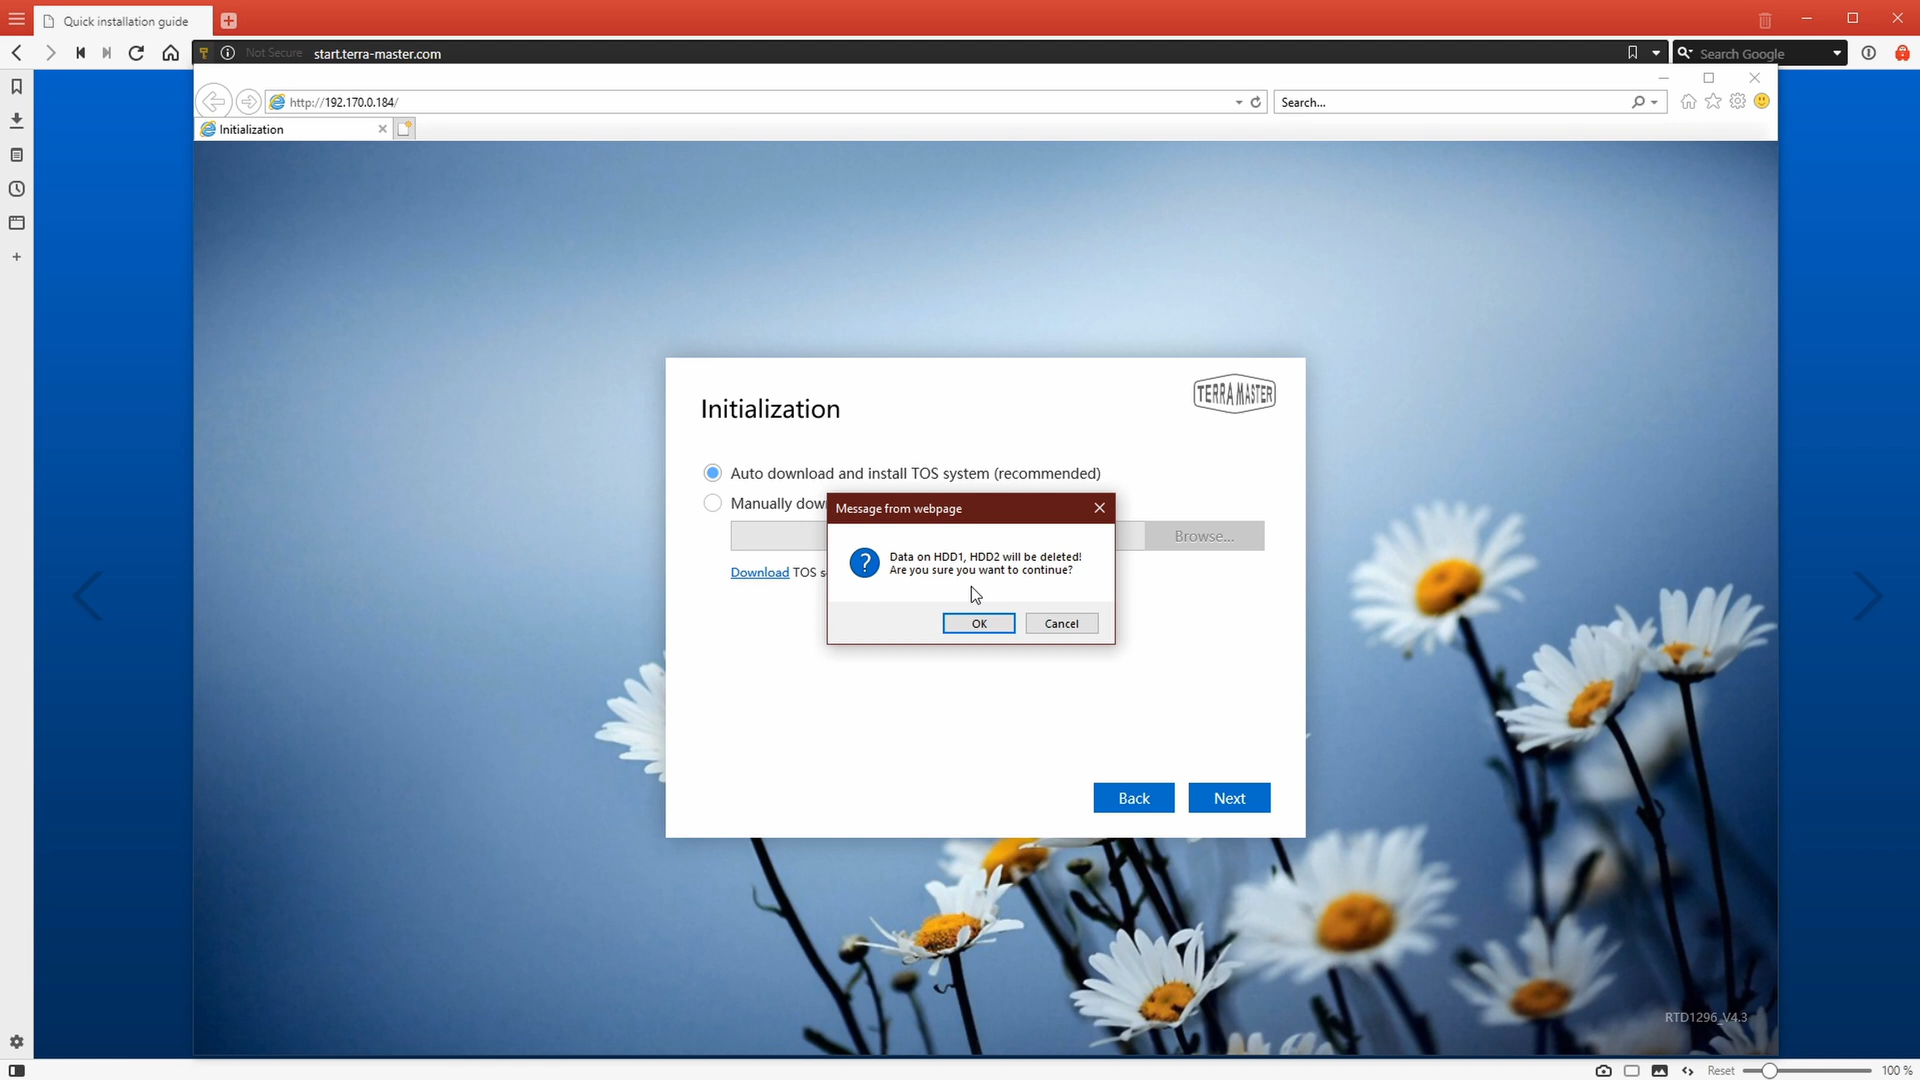 Quick installation guide
Not Secure
start.terra-master.com
Search Google
http://192.170.0.184/
Search...
Initialization
TERRA MASTER
Initialization
Auto download and install TOS system (recommended)
Manually dow
Message from webpage
Data on HDD1, HDD2 will be deleted!
Are you sure you want to continue?
Browse...
Download TOS s
OK
Cancel
Back
Next
RTD1296_V4.3
Reset
100 %